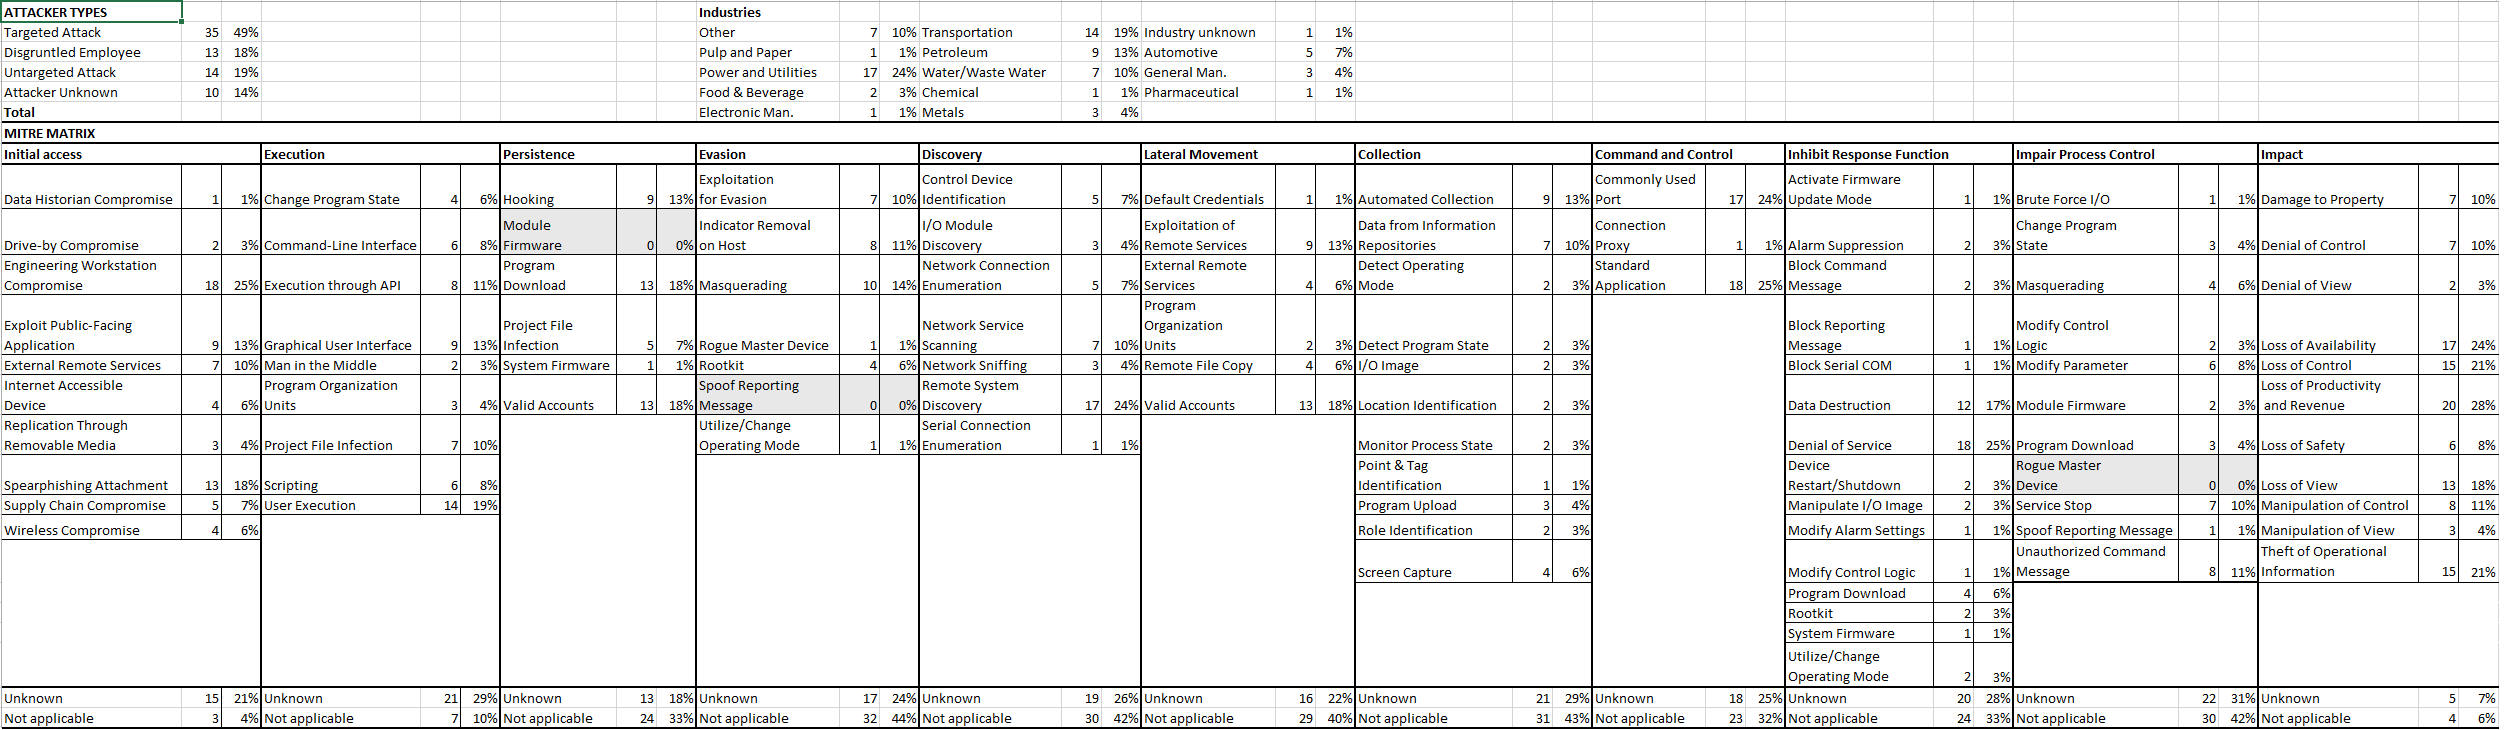 ATTACKER TYPES Industries
Targeted Attack 35 49% Other 7 10% Transportation 14 19% Industry unknown 1 1%
Disgruntled Employee 13 18% Pulp and Paper 1 1% Petroleum 9 13% Automotive 5 7%
Untargeted Attack 14 19% Power and Utilities 17 24% Water/Waste Water 7 10% General Man. 3 4%
Attacker Unknown 10 14% Food & Beverage 2 3% Chemical 1 1% Pharmaceutical 1 1%
Total Electronic Man. 1 1% Metals 3 4%
MITRE MATRIX
Initial access Execution Persistence Evasion Discovery Lateral Movement Collection Command and Control Inhibit Response Function Impair Process Control Impact
Exploitation Control Device Commonly Used Activate Firmware
Data Historian Compromise 1 1% Change Program State 4 6% Hooking 9 13% for Evasion 7 10% Identification 5 7% Default Credentials 1 1% Automated Collection 9 13% Port 17 24% Update Mode 1 1% Brute Force I/O 1 1% Damage to Property 7 10%
Module Indicator Removal I/O Module Exploitation of Data from Information Connection Change Program
Drive-by Compromise 2 3% Command-Line Interface 6 8% Firmware 0 0% on Host 8 11% Discovery 3 4% Remote Services 9 13% Repositories 7 10% Proxy 1 1% Alarm Suppression 2 3% State 3 4% Denial of Control 7 10%
Engineering Workstation Program Network Connection External Remote Detect Operating Standard Block Command
Compromise 18 25% Execution through API 8 11% Download 13 18% Masquerading 10 14% Enumeration 5 7% Services 4 6% Mode 2 3% Application 18 25% Message 2 3% Masquerading 4 6% Denial of View 2 3%
Program
Exploit Public-Facing Project File Network Service Organization Block Reporting Modify Control
Application 9 13% Graphical User Interface 9 13% Infection 5 7% Rogue Master Device 1 1% Scanning 7 10% Units 2 3% Detect Program State 2 3% Message 1 1% Logic 2 3% Loss of Availability 17 24%
External Remote Services 7 10% Man in the Middle 2 3% System Firmware 1 1% Rootkit 4 6% Network Sniffing 3 4% Remote File Copy 4 6% I/O Image 2 3% Block Serial COM 1 1% Modify Parameter 6 8% Loss of Control 15 21%
Internet Accessible Program Organization Spoof Reporting Remote System Loss of Productivity
Device 4 6% Units 3 4% Valid Accounts 13 18% Message 0 0% Discovery 17 24% Valid Accounts 13 18% Location Identification 2 3% Data Destruction 12 17% Module Firmware 2 3% and Revenue 20 28%
Replication Through Utilize/Change Serial Connection
Removable Media 3 4% Project File Infection 7 10% Operating Mode 1 1% Enumeration 1 1% Monitor Process State 2 3% Denial of Service 18 25% Program Download 3 4% Loss of Safety 6 8%
Point & Tag Device Rogue Master
Spearphishing Attachment 13 18% Scripting 6 8% Identification 1 1% Restart/Shutdown 2 3% Device 0 0% Loss of View 13 18%
Supply Chain Compromise 5 7% User Execution 14 19% Program Upload 3 4% Manipulate I/O Image 2 3% Service Stop 7 10% Manipulation of Control 8 11%
Wireless Compromise 4 6% Role Identification 2 3% Modify Alarm Settings 1 1% Spoof Reporting Message 1 1% Manipulation of View 3 4%
Unauthorized Command Theft of Operational
Screen Capture 4 6% Modify Control Logic 1 1% Message 8 11% Information 15 21%
Program Download 4 6%
Rootkit 2 3%
System Firmware 1 1%
Utilize/Change
Operating Mode 2 3%
Unknown 15 21% Unknown 21 29% Unknown 13 18% Unknown 17 24% Unknown 19 26% Unknown 16 22% Unknown 21 29% Unknown 18 25% Unknown 20 28% Unknown 22 31% Unknown 5 7%
Not applicable 3 4% Not applicable 7 10% Not applicable 24 33% Not applicable 32 44% Not applicable 30 42% Not applicable 29 40% Not applicable 31 43% Not applicable 23 32% Not applicable 24 33% Not applicable 30 42% Not applicable 4 6%